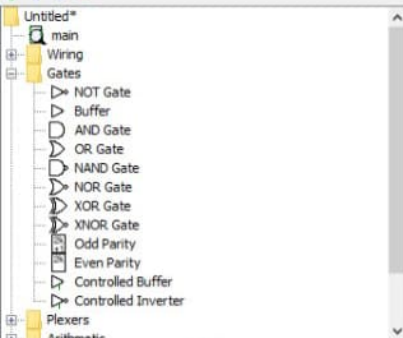 Untitled*
main
Wiring
Gates
NOT Gate
Buffer
AND Gate
OR Gate
NAND Gate
NOR Gate
XOR Gate
XNOR Gate
Odd Parity
Even Parity
Controlled Buffer
Controlled Inverter
Plexers
Arithmetic